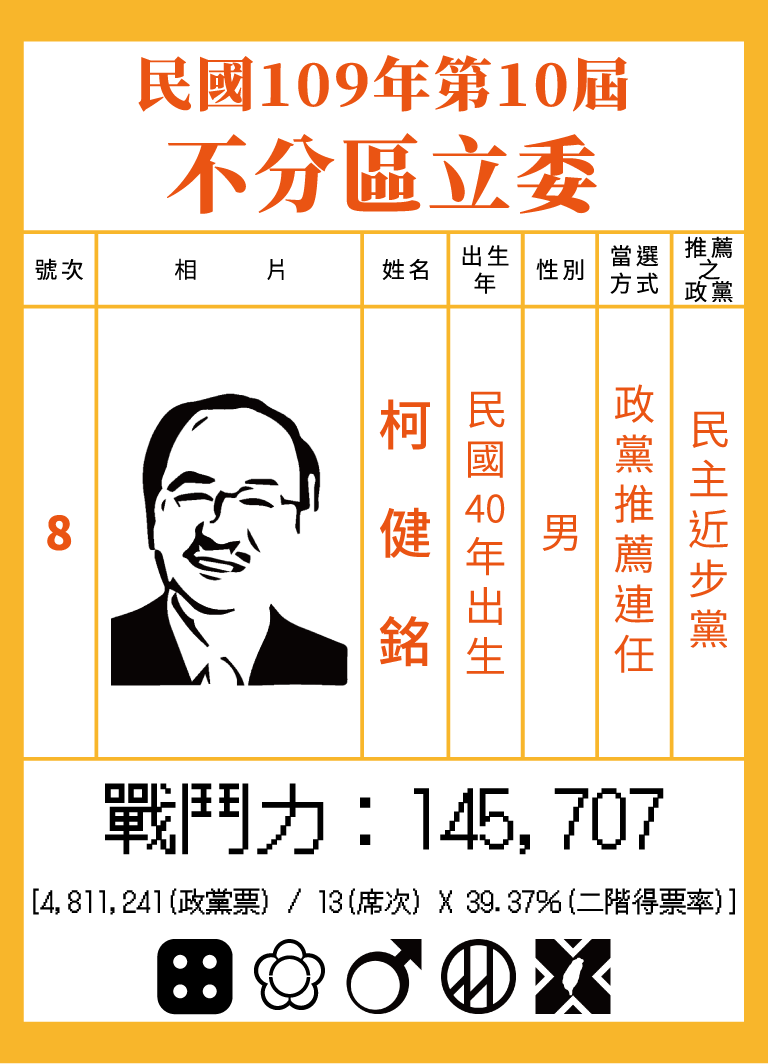 民國109年第10屆
不分區立委
號次
相片
姓名
出生
年
性別
當選
方式
推薦
之
政黨
8
柯健銘
民國40年出生
男
政黨推薦連任
民主近步黨
戰鬥力：145,707
[4,811,241(政黨票) / 13(席次) X 39.37%(二階得票率)]